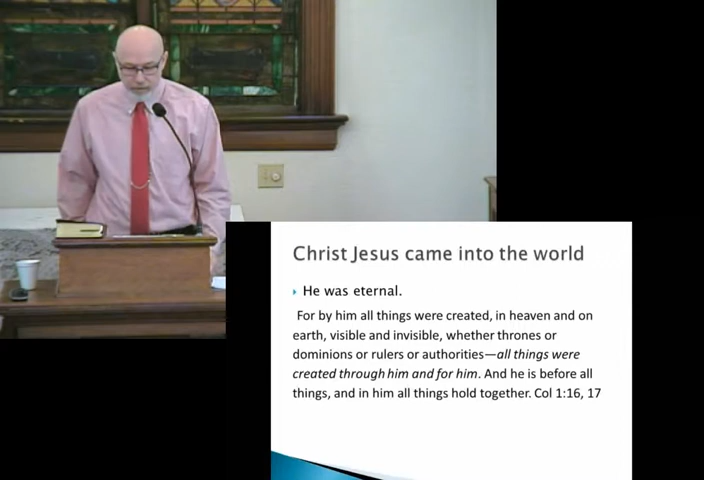 Christ Jesus came into the world
He was eternal.
For by him all things were created, in heaven and on
earth, visible and invisible, whether thrones or
dominions or rulers or authorities—all things were
created through him and for him. And he is before all
things, and in him all things hold together. Col 1:16, 17